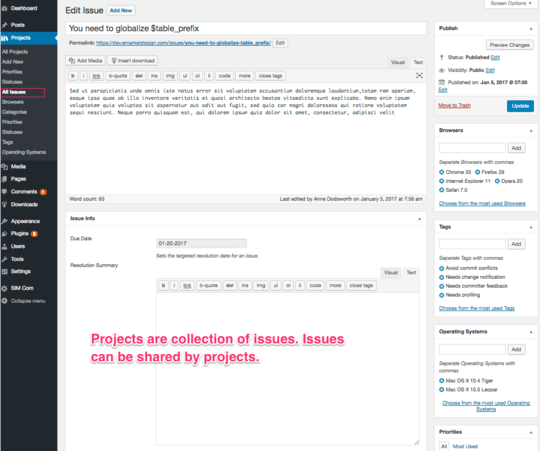 Screen Options
Dashboard
Posts
Projects
All Projects
Add New
Priorities
Statuses
All Issues
Browsers
Categories
Priorities
Statuses
Tags
Operating Systems
Media
Pages
Comments
Downloads
Appearance
Plugins
Users
Tools
Settings
SIM Com
Collapse menu
Edit Issue Add New
You need to globalize $table_prefix
Permalink: https://dev.emarketdesign.com/issues/you-need-to-globalize-table_prefix/ Edit
Add Media Insert download
Visual Text
b i link b-quote del ins img ul ol li code more close tags
Sed ut perspiciatis unde omnis iste natus error sit voluptatem accusantium doloremque laudantium,totam rem aperiam,
eaque ipsa quae ab illo inventore veritatis et quasi architecto beatae vitaedicta sunt explicabo. Nemo enim ipsam
voluptatem quia voluptas sit aspernatur aut odit aut fugit, sed quia cor magni doloreseos qui ratione voluptatem
sequi nesciunt. Neque porro quisquam est, qui dolorem ipsum quia dolor sit amet, consectetur, adipisci velit
Word count: 65
Last edited by Anne Dodsworth on January 5, 2017 at 7:56 am
Issue Info
Due Date
01-20-2017
Sets the targeted resolution date for an issue.
Resolution Summary
Visual Text
b i link b-quote del ins img ul ol li code more close tags
Projects are collection of issues. Issues
can be shared by projects.
Publish
Preview Changes
Status: Published Edit
Visibility: Public Edit
Published on: Jan 5, 2017 @ 07:56
Edit
Move to Trash
Update
Browsers
Add
Separate Browsers with commas
Chrome 33 Firefox 29
Internet Explorer 11 Opera 20
Safari 7.0
Choose from the most used Browsers
Tags
Add
Separate Tags with commas
Avoid commit conflicts
Needs change notification
Needs committer feedback
Needs profiling
Choose from the most used Tags
Operating Systems
Add
Separate Operating Systems with
commas
Mac OS X 10.4 Tiger
Mac OS X 10.5 Leopar
Choose from the most used Operating
Systems
Priorities
All Most Used